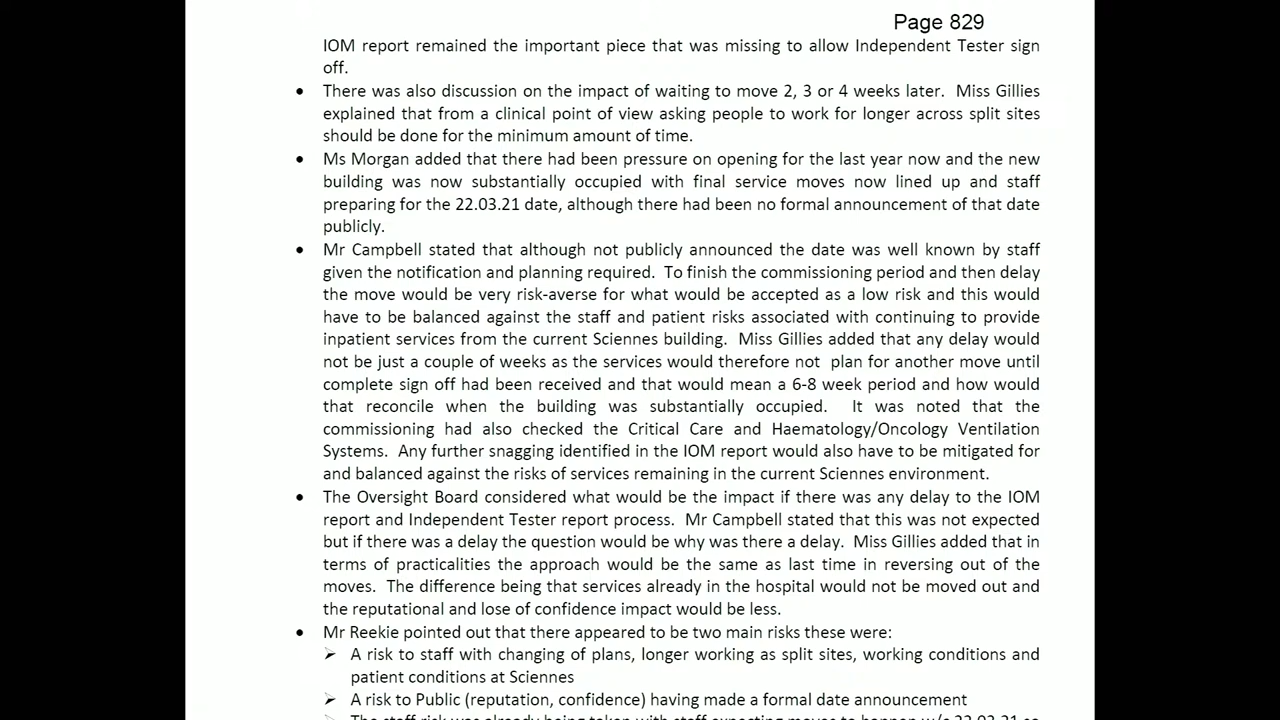 Page 829
IOM report remained the important piece that was missing to allow Independent Tester sign
off.
• There was also discussion on the impact of waiting to move 2, 3 or 4 weeks later. Miss Gillies
explained that from a clinical point of view asking people to work for longer across split sites
should be done for the minimum amount of time.
• Ms Morgan added that there had been pressure on opening for the last year now and the new
building was now substantially occupied with final service moves now lined up and staff
preparing for the 22.03.21 date, although there had been no formal announcement of that date
publicly.
• Mr Campbell stated that although not publicly announced the date was well known by staff
given the notification and planning required. To finish the commissioning period and then delay
the move would be very risk-averse for what would be accepted as a low risk and this would
have to be balanced against the staff and patient risks associated with continuing to provide
inpatient services from the current Sciennes building. Miss Gillies added that any delay would
not be just a couple of weeks as the services would therefore not plan for another move until
complete sign off had been received and that would mean a 6-8 week period and how would
that reconcile when the building was substantially occupied. It was noted that the
commissioning had also checked the Critical Care and Haematology/Oncology Ventilation
Systems. Any further snagging identified in the IOM report would also have to be mitigated for
and balanced against the risks of services remaining in the current Sciennes environment.
• The Oversight Board considered what would be the impact if there was any delay to the IOM
report and Independent Tester report process. Mr Campbell stated that this was not expected
but if there was a delay the question would be why was there a delay. Miss Gillies added that in
terms of practicalities the approach would be the same as last time in reversing out of the
moves. The difference being that services already in the hospital would not be moved out and
the reputational and lose of confidence impact would be less.
• Mr Reekie pointed out that there appeared to be two main risks these were:
➢ A risk to staff with changing of plans, longer working as split sites, working conditions and
patient conditions at Sciennes
➢ A risk to Public (reputation, confidence) having made a formal date announcement